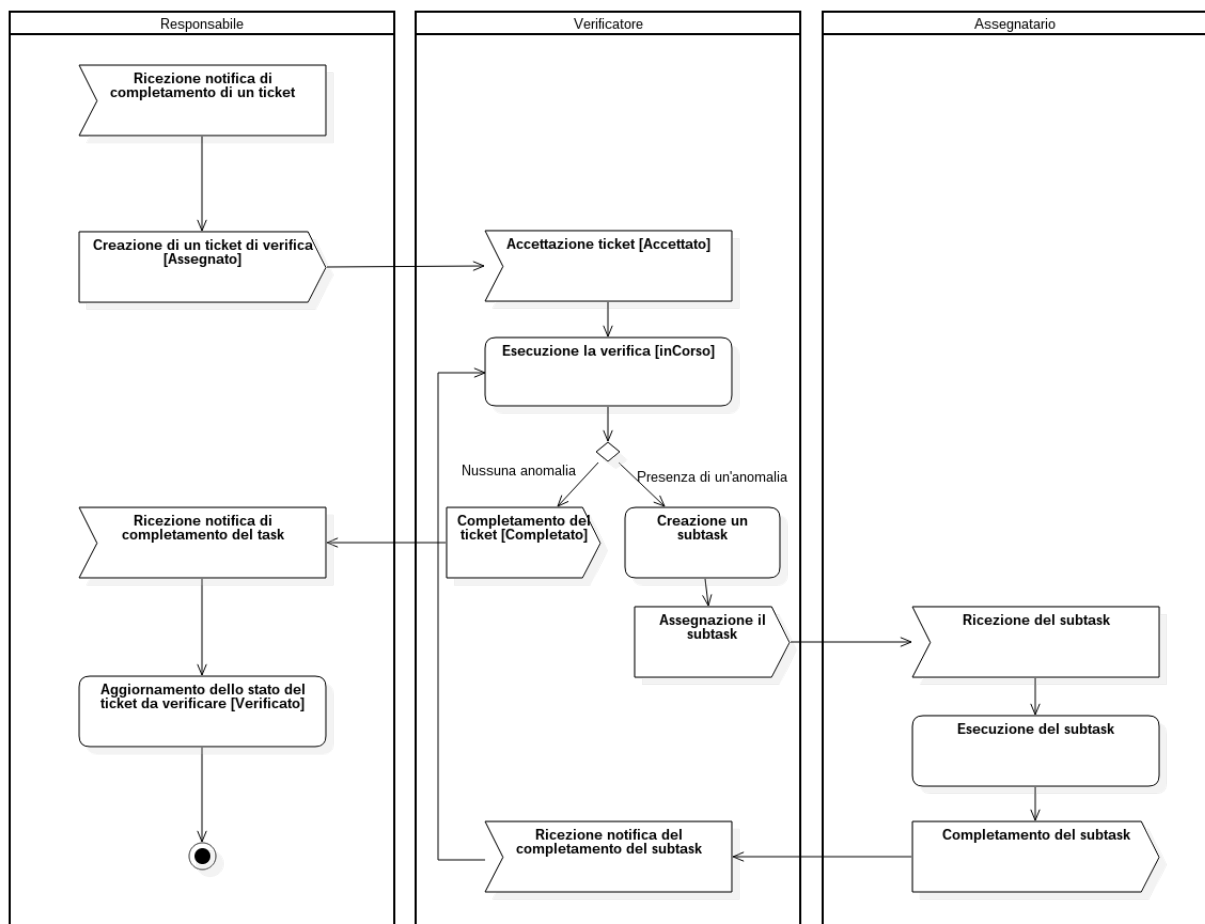 Responsabile
Verificatore
Assegnatario
Ricezione notifica di
completamento di un ticket
Creazione di un ticket di verifica
[Assegnato]
Accettazione ticket [Accettato]
Esecuzione la verifica [inCorso]
Nussuna anomalia
Presenza di un'anomalia
Ricezione notifica di
completamento del task
Completamento del
ticket [Completato]
Creazione un
subtask
Assegnazione il
subtask
Ricezione del subtask
Aggiornamento dello stato del
ticket da verificare [Verificato]
Esecuzione del subtask
Ricezione notifica del
completamento del subtask
Completamento del subtask